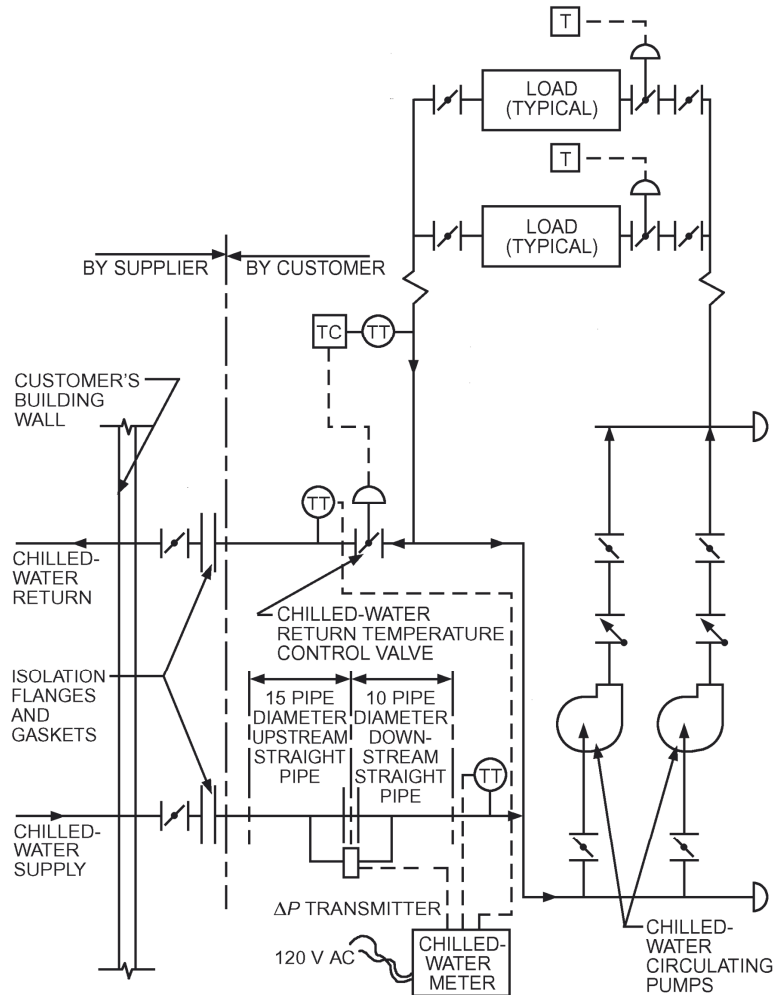 T
LOAD
(TYPICAL)
T
LOAD
(TYPICAL)
BY SUPPLIER
BY CUSTOMER
TC
TT
CUSTOMER'S
BUILDING
WALL
TT
CHILLED-
WATER
RETURN
CHILLED-WATER
RETURN TEMPERATURE
CONTROL VALVE
ISOLATION
FLANGES
AND
GASKETS
15 PIPE
DIAMETER
UPSTREAM
STRAIGHT
PIPE
10 PIPE
DIAMETER
DOWN-
STREAM
STRAIGHT
PIPE
TT
CHILLED-
WATER
SUPPLY
ΔP TRANSMITTER
120 V AC
CHILLED-
WATER
METER
CHILLED-
WATER
CIRCULATING
PUMPS